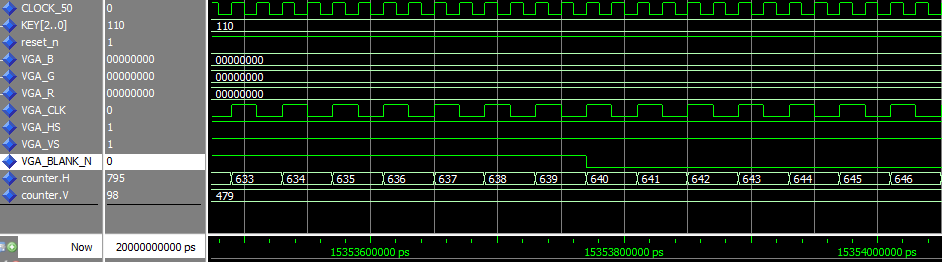 CLOCK_50 0
KEY[2..0] 110 110
reset_n 1
VGA_B 00000000 00000000
VGA_G 00000000 00000000
VGA_R 00000000 00000000
VGA_CLK 0
VGA_HS 1
VGA_VS 1
VGA_BLANK_N 0
counter.H 795 633 634 635 636 637 638 639 640 641 642 643 644 645 646
counter.V 98 479
Now 20000000000 ps 15353600000 ps 15353800000 ps 15354000000 ps